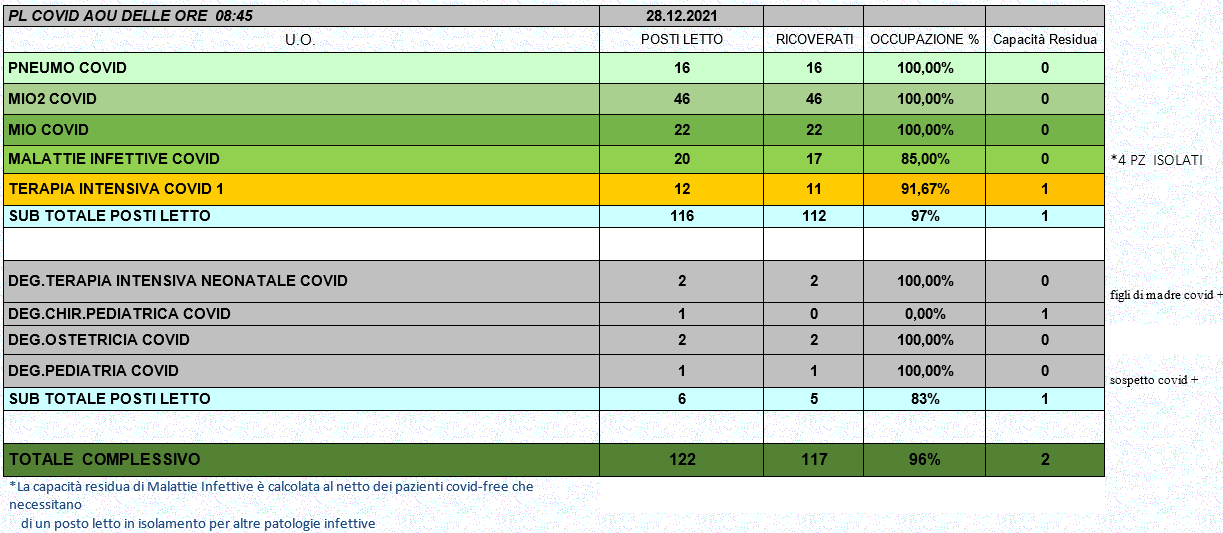 PL COVID AOU DELLE ORE 08:45 28.12.2021
U.O. POSTI LETTO RICOVERATI OCCUPAZIONE % Capacità Residua
PNEUMO COVID 16 16 100,00% 0
MIO2 COVID 46 46 100,00% 0
MIO COVID 22 22 100,00% 0
MALATTIE INFETTIVE COVID 20 17 85,00% 0 *4 PZ ISOLATI
TERAPIA INTENSIVA COVID 1 12 11 91,67% 1
SUB TOTALE POSTI LETTO 116 112 97% 1
DEG.TERAPIA INTENSIVA NEONATALE COVID 2 2 100,00% 0 figli di madre covid +
DEG.CHIR.PEDIATRICA COVID 1 0 0,00% 1
DEG.OSTETRICIA COVID 2 2 100,00% 0
DEG.PEDIATRIA COVID 1 1 100,00% 0 sospetto covid +
SUB TOTALE POSTI LETTO 6 5 83% 1
TOTALE COMPLESSIVO 122 117 96% 2
*La capacità residua di Malattie Infettive è calcolata al netto dei pazienti covid-free che
necessitano
di un posto letto in isolamento per altre patologie infettive